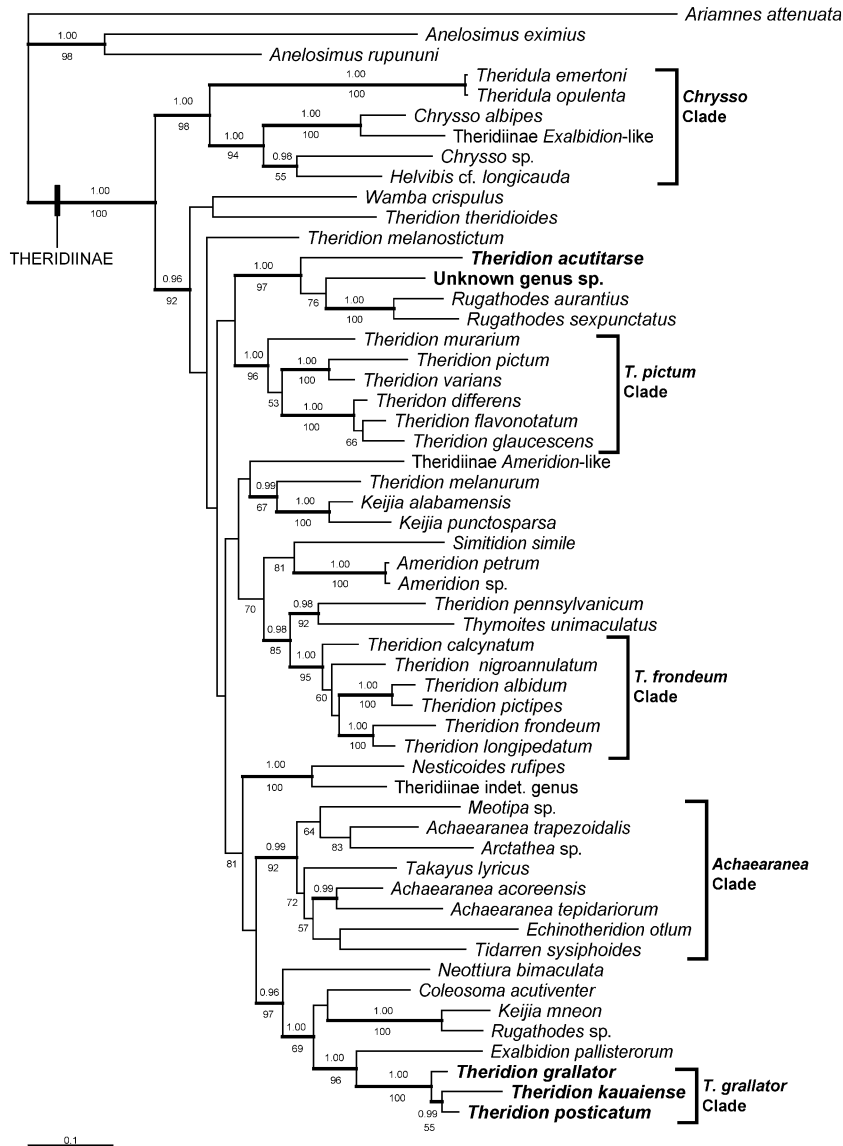 Ariamnes attenuata
Anelosimus eximius
1.00
98
Anelosimus rupununi
1.00
100
Theridula emertoni
Theridula opulenta
Chrysso
Clade
1.00
98
Chrysso albipes
1.00
100
Theridiinae Exalbidion-like
1.00
94
Chrysso sp.
0.98
55
Helvibis cf. longicauda
1.00
100
THERIDIINAE
Wamba crispulus
Theridion theridioides
Theridion melanostictum
0.96
92
Theridion acutitarse
1.00
97
Unknown genus sp.
76
Rugathodes aurantius
1.00
100
Rugathodes sexpunctatus
Theridion murarium
1.00
96
Theridion pictum
1.00
100
Theridion varians
T. pictum
Clade
53
Theridon differens
1.00
100
Theridion flavonotatum
66
Theridion glaucescens
Theridiinae Ameridion-like
0.99
67
Theridion melanurum
Keijia alabamensis
1.00
100
Keijia punctosparsa
Simitidion simile
81
Ameridion petrum
1.00
100
Ameridion sp.
70
Theridion pennsylvanicum
0.98
92
Thymoites unimaculatus
0.98
85
Theridion calcynatum
1.00
95
Theridion nigroannulatum
60
Theridion albidum
1.00
100
Theridion pictipes
T. frondeum
Clade
Theridion frondeum
1.00
100
Theridion longipedatum
Nesticoides rufipes
1.00
100
Theridiinae indet. genus
81
Meotipa sp.
64
Achaearanea trapezoidalis
83
Arctathea sp.
0.99
92
Takayus lyricus
72
Achaearanea acoreensis
0.99
Achaearanea tepidariorum
57
Echinotheridion otlum
Tidarren sysiphoides
Achaearanea
Clade
Neottiura bimaculata
0.96
97
Coleosoma acutiventer
1.00
69
Keijia mneon
1.00
100
Rugathodes sp.
Exalbidion pallisterorum
1.00
96
Theridion grallator
1.00
100
Theridion kauaiense
0.99
55
Theridion posticatum
T. grallator
Clade
0.1